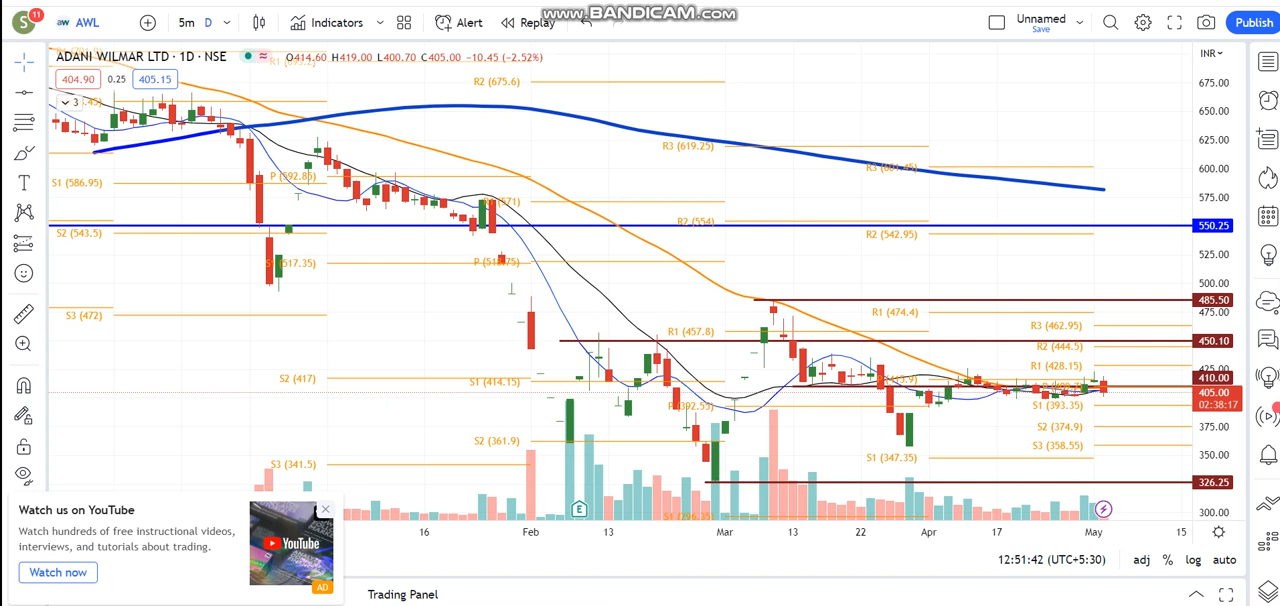 www.BANDICAM.com
S 11 AWL 5m D Indicators Alert Replay Unnamed Save Publish
ADANI WILMAR LTD · 1D · NSE O414.60 H419.00 L400.70 C405.00 −10.45 (−2.52%) INR
404.90 0.25 405.15
3
R2 (675.6)
675.00
650.00
625.00
R3 (619.25)
600.00
P (592.85)
S1 (586.95)
575.00
R2 (554)
550.25
S2 (543.5)
R2 (542.95)
525.00
S1 (517.35)
500.00
485.50
S3 (472)
R1 (474.4)
475.00
R3 (462.95)
R1 (457.8)
450.10
R2 (444.5)
R1 (428.15)
425.00
S2 (417)
S1 (414.15)
410.00
405.00
02:38:17
P (392.55)
S1 (393.35)
S2 (374.9)
375.00
S2 (361.9)
S3 (358.55)
350.00
S1 (347.35)
S3 (341.5)
326.25
S1 (296.35)
300.00
E
16 Feb 13 Mar 13 Apr 17 May 15
Watch us on YouTube
Watch hundreds of free instructional videos,
interviews, and tutorials about trading.
Watch now
YouTube
AD
12:51:42 (UTC+5:30) adj % log auto
Trading Panel